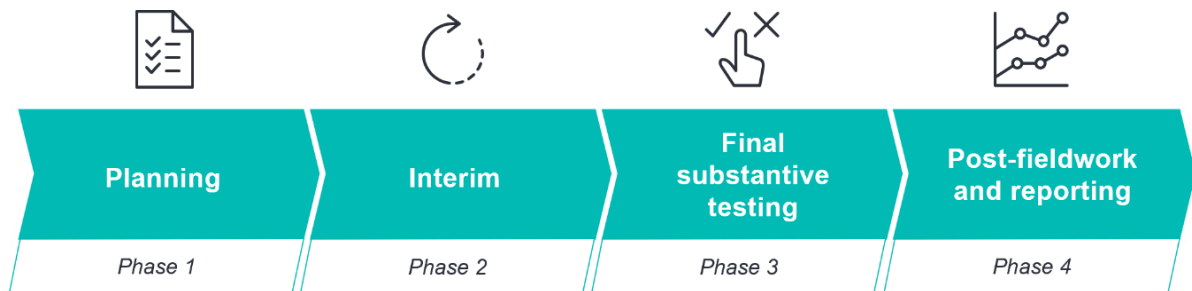 Planning
Interim
Final
substantive
testing
Post-fieldwork
and reporting
Phase 1
Phase 2
Phase 3
Phase 4